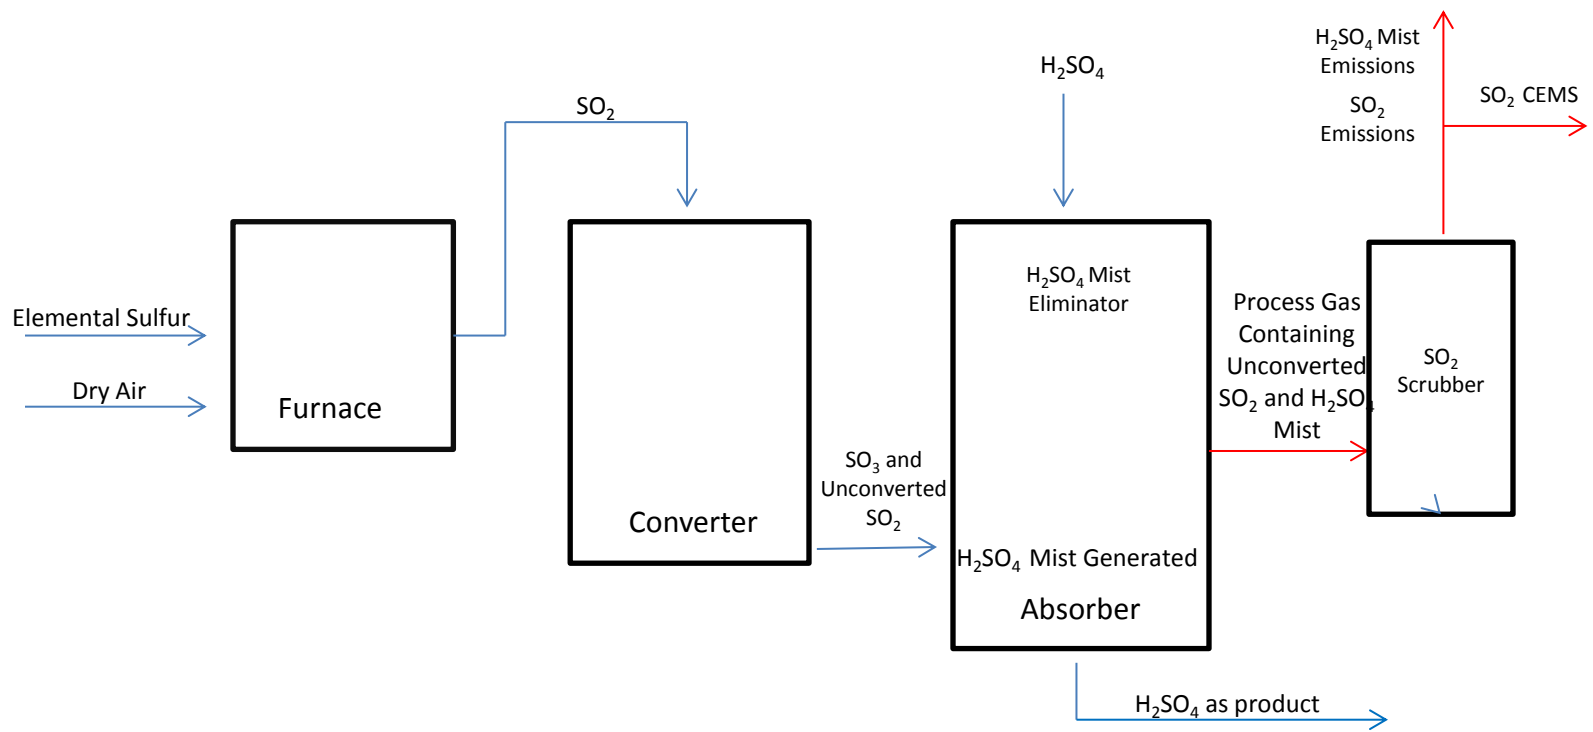 SO₂
Elemental Sulfur
Dry Air
Furnace
Converter
SO₃ and
Unconverted
SO₂
H₂SO₄
H₂SO₄ Mist
Eliminator
H₂SO₄ Mist Generated
Absorber
H₂SO₄ as product
Process Gas
Containing
Unconverted
SO₂ and H₂SO₄
Mist
SO₂
Scrubber
H₂SO₄ Mist
Emissions
SO₂
Emissions
SO₂ CEMS